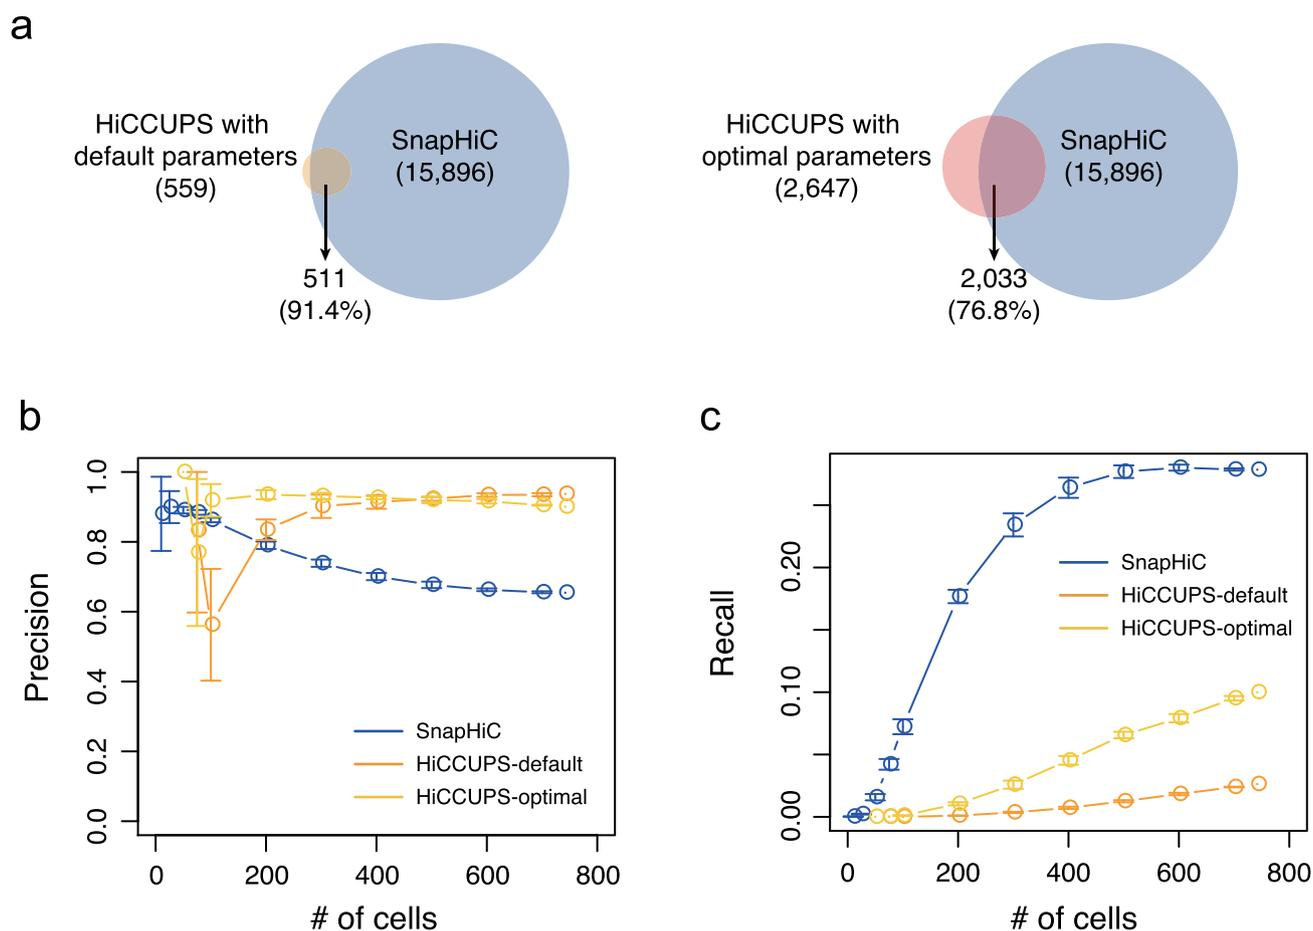 a
HiCCUPS with
default parameters
(559)
SnapHiC
(15,896)
511
(91.4%)
HiCCUPS with
optimal parameters
(2,647)
SnapHiC
(15,896)
2,033
(76.8%)
b
Precision
1.0
0.8
0.6
0.4
0.2
0.0
SnapHiC
HiCCUPS-default
HiCCUPS-optimal
0 200 400 600 800
# of cells
c
Recall
0.20
0.10
0.00
SnapHiC
HiCCUPS-default
HiCCUPS-optimal
0 200 400 600 800
# of cells